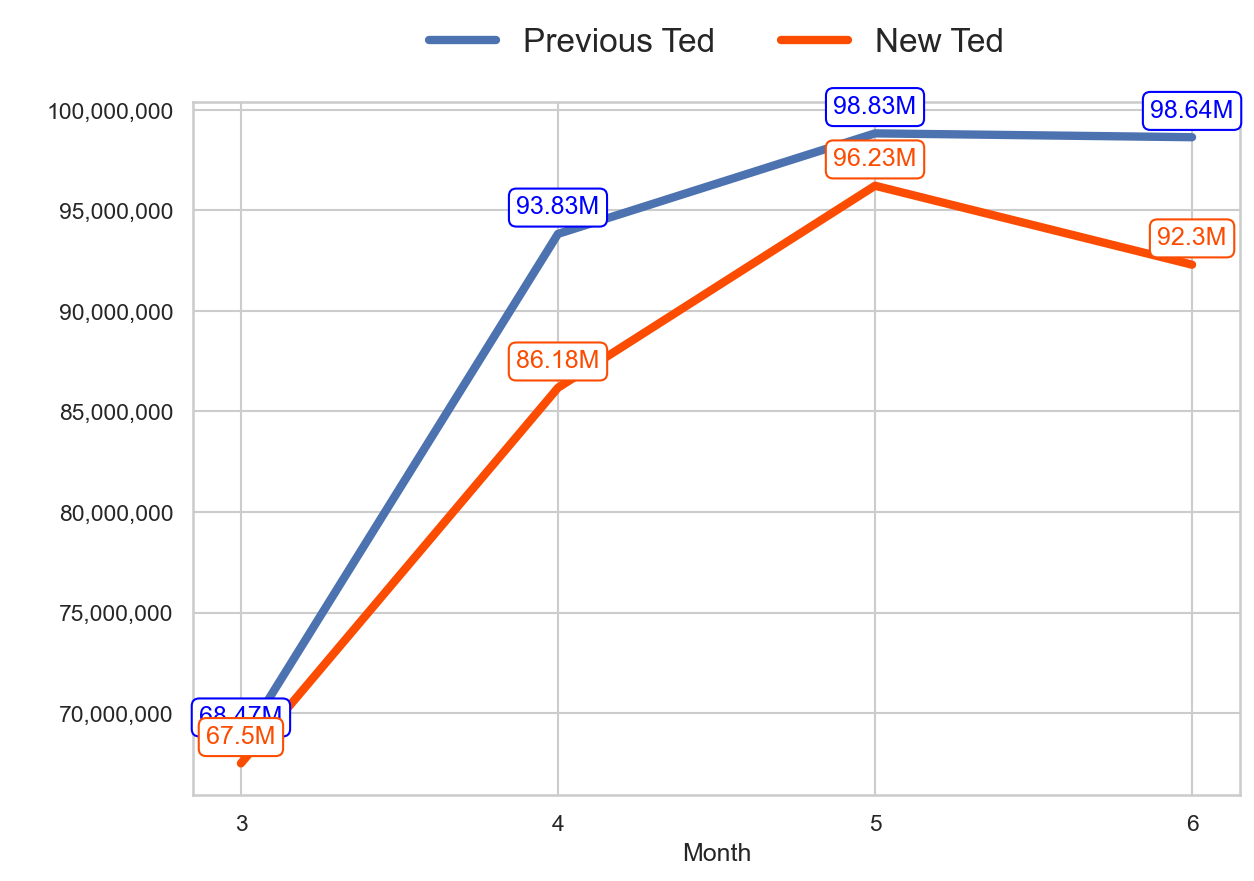 Previous Ted
New Ted
100,000,000
98.83M
98.64M
96.23M
95,000,000
93.83M
92.3M
90,000,000
86.18M
85,000,000
80,000,000
75,000,000
70,000,000
68.47M
67.5M
3
4
5
6
Month